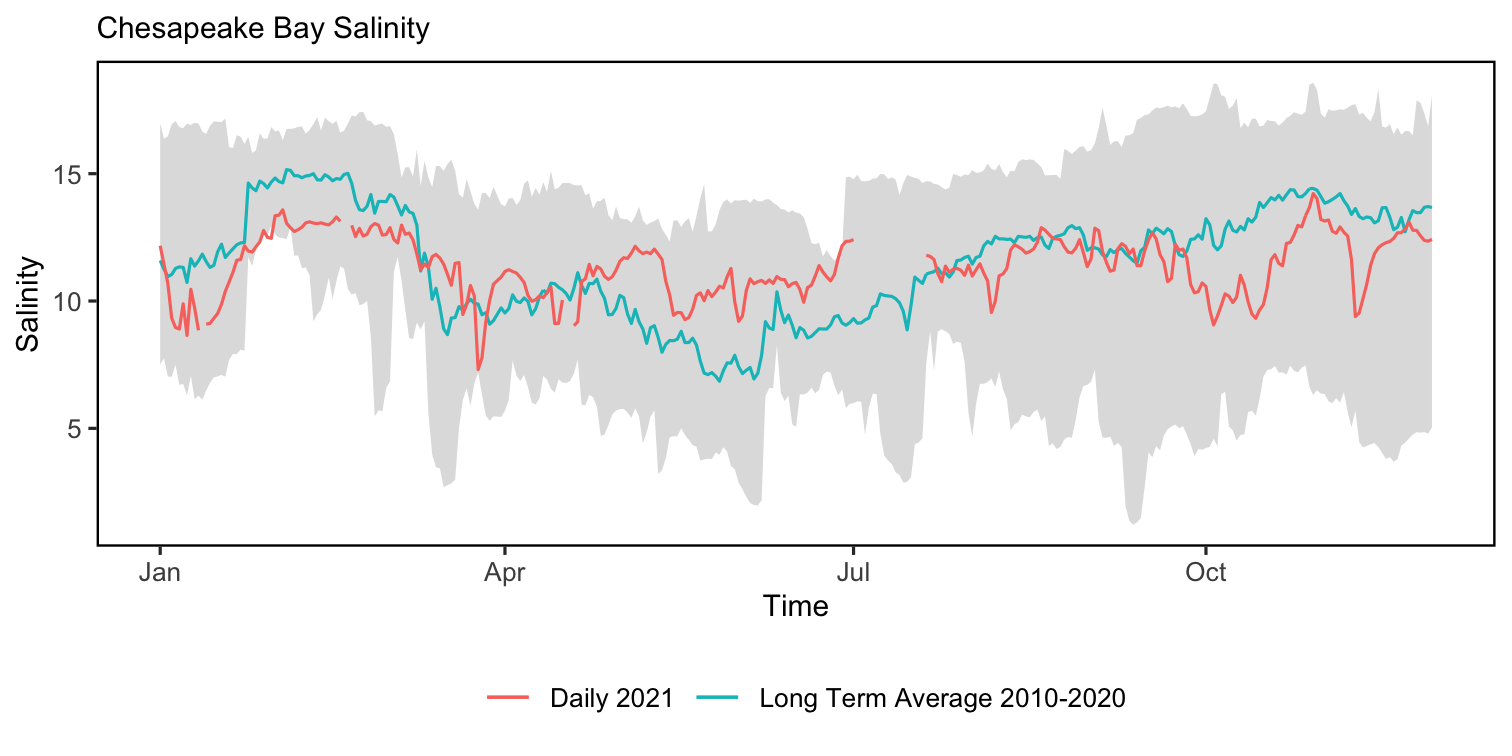 Chesapeake Bay Salinity
15
10
5
Salinity
Jan Apr Jul Oct
Time
Daily 2021 Long Term Average 2010-2020